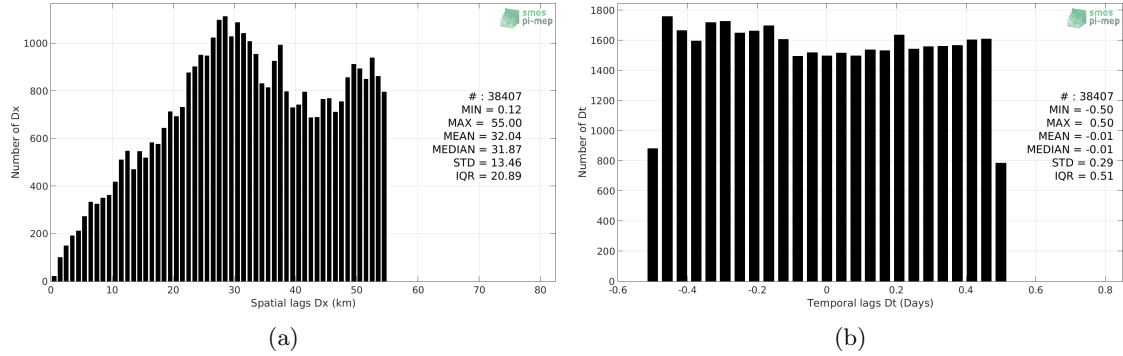 smos
pi-mep
1000
800
600
400
200
0
Number of Dx
# : 38407
MIN = 0.12
MAX = 55.00
MEAN = 32.04
MEDIAN = 31.87
STD = 13.46
IQR = 20.89
0 10 20 30 40 50 60 70 80
Spatial lags Dx (km)
(a)
smos
pi-mep
1800
1600
1400
1200
1000
800
600
400
200
0
Number of Dt
# : 38407
MIN = -0.50
MAX = 0.50
MEAN = -0.01
MEDIAN = -0.01
STD = 0.29
IQR = 0.51
-0.6 -0.4 -0.2 0 0.2 0.4 0.6 0.8
Temporal lags Dt (Days)
(b)